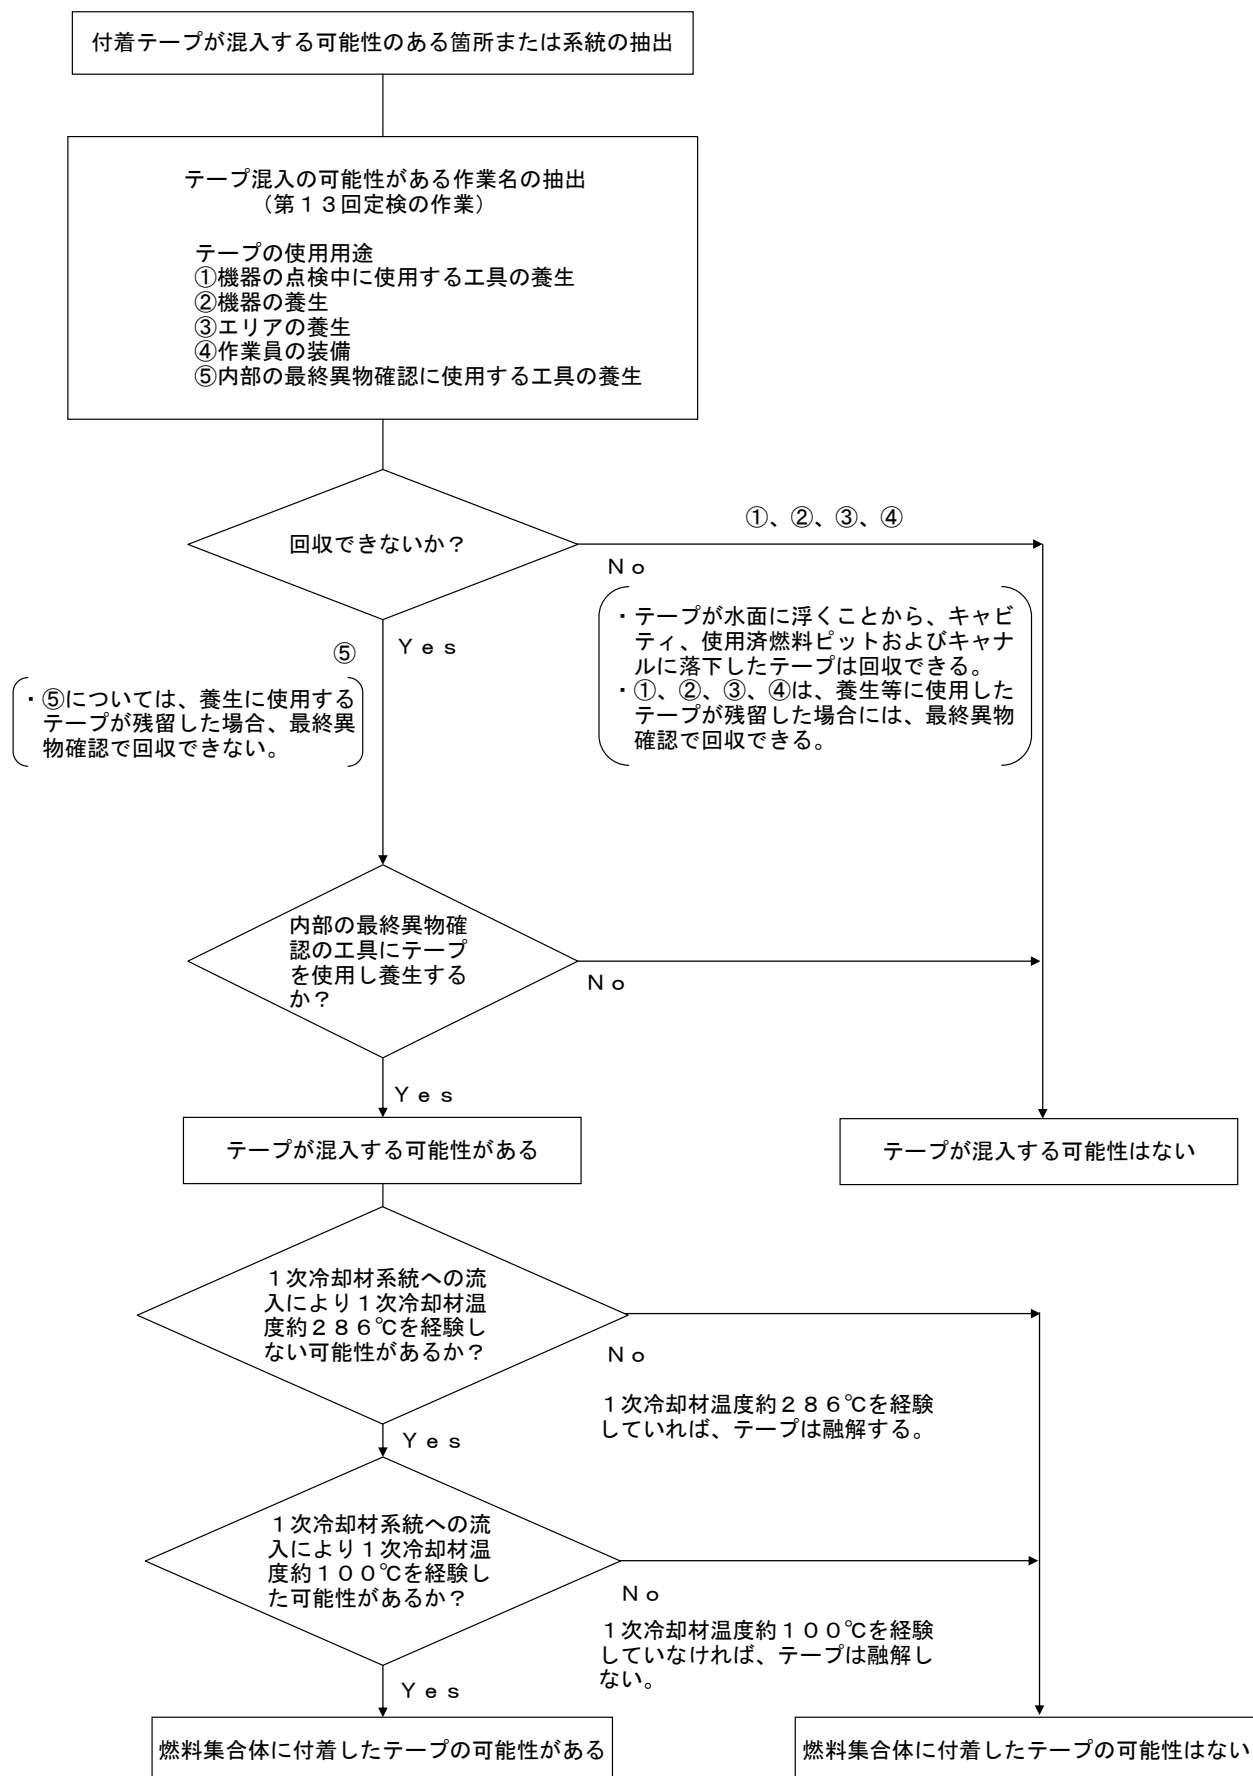 付着テープが混入する可能性のある箇所または系統の抽出
テープ混入の可能性がある作業名の抽出
（第１３回定検の作業）
テープの使用用途
①機器の点検中に使用する工具の養生
②機器の養生
③エリアの養生
④作業員の装備
⑤内部の最終異物確認に使用する工具の養生
回収できないか？
①、②、③、④
Ｎｏ
・テープが水面に浮くことから、キャビ
ティ、使用済燃料ピットおよびキャナ
ルに落下したテープは回収できる。
・①、②、③、④は、養生等に使用した
テープが残留した場合には、最終異物
確認で回収できる。
Ｙｅｓ
⑤
・⑤については、養生に使用する
テープが残留した場合、最終異
物確認で回収できない。
内部の最終異物確
認の工具にテープ
を使用し養生する
か？
Ｎｏ
Ｙｅｓ
テープが混入する可能性がある
テープが混入する可能性はない
１次冷却材系統への流
入により１次冷却材温
度約２８６℃を経験し
ない可能性があるか？
Ｎｏ
１次冷却材温度約２８６℃を経験
していれば、テープは融解する。
Ｙｅｓ
１次冷却材系統への流
入により１次冷却材温
度約１００℃を経験し
た可能性があるか？
Ｎｏ
１次冷却材温度約１００℃を経験
していなければ、テープは融解し
ない。
Ｙｅｓ
燃料集合体に付着したテープの可能性がある
燃料集合体に付着したテープの可能性はない